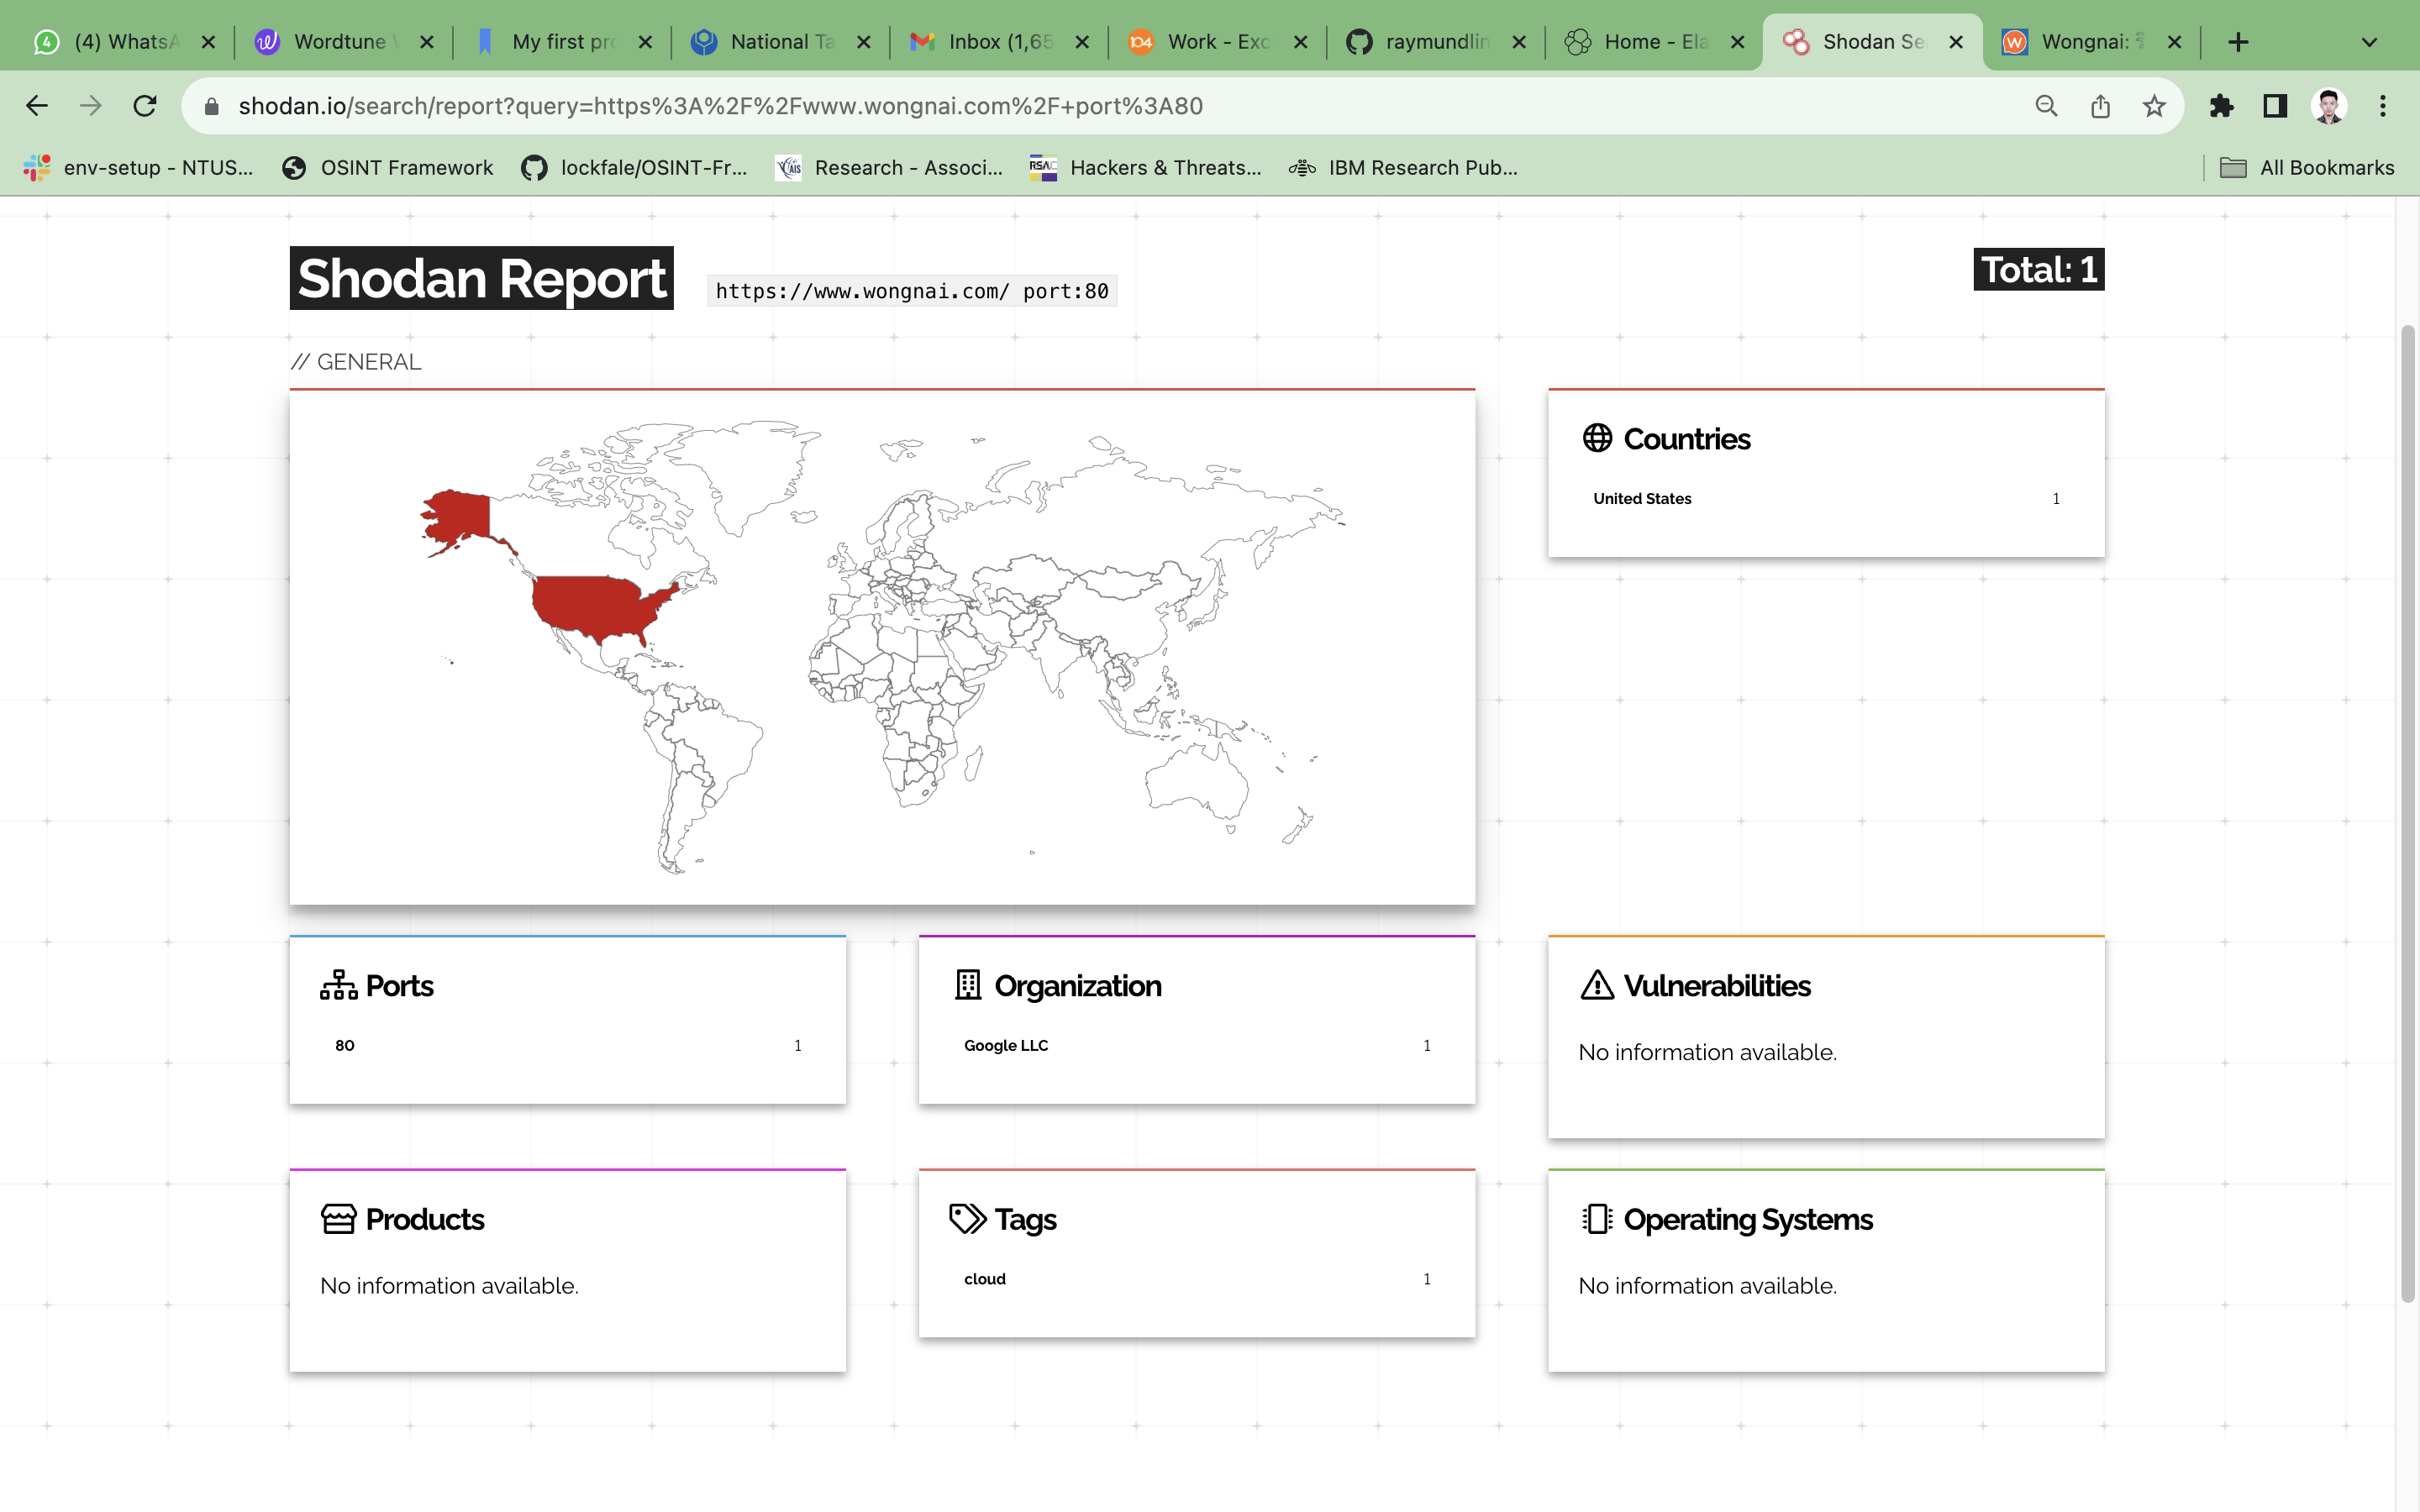 4 (4) WhatsA
Wordtune
My first pro
National Ta
Inbox (1,65
104 Work - Exc
raymundlin
Home - Ela
Shodan Se
W Wongnai:
shodan.io/search/report?query=https%3A%2F%2Fwww.wongnai.com%2F+port%3A80
env-setup - NTUS...
OSINT Framework
lockfale/OSINT-Fr...
Research - Associ...
Hackers & Threats...
IBM Research Pub...
All Bookmarks
Shodan Report
https://www.wongnai.com/ port:80
Total: 1
// GENERAL
Countries
United States 1
Ports
80 1
Organization
Google LLC 1
Vulnerabilities
No information available.
Products
No information available.
Tags
cloud 1
Operating Systems
No information available.